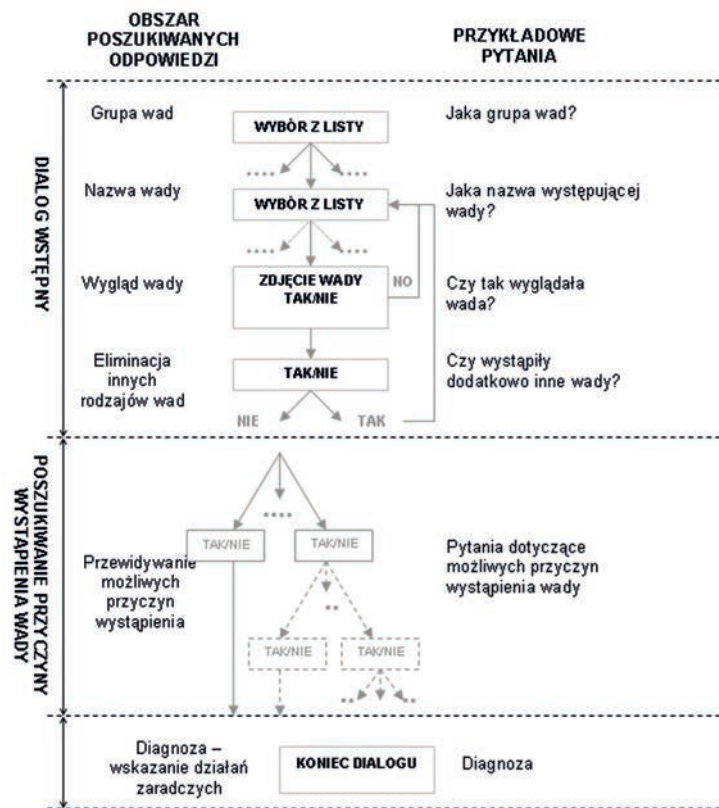 OBSZAR
POSZUKIWANYCH
ODPOWIEDZI
PRZYKŁADOWE
PYTANIA
DIALOG WSTĘPNY
Grupa wad
WYBÓR Z LISTY
Jaka grupa wad?
.... ....
Nazwa wady
WYBÓR Z LISTY
Jaka nazwa występującej
wady?
.... ....
Wygląd wady
ZDJĘCIE WADY
TAK/NIE
NO
Czy tak wyglądała
wada?
Eliminacja
innych
rodzajów wad
TAK/NIE
Czy wystąpiły
dodatkowo inne wady?
NIE
TAK
POSZUKIWANIE PRZYCZYNY
WYSTĄPIENIA WADY
....
TAK/NIE
TAK/NIE
Przewidywanie
możliwych
przyczyn
wystąpienia
Pytania dotyczące
możliwych przyczyn
wystąpienia wady
..
TAK/NIE
TAK/NIE
.. ..
Diagnoza –
wskazanie działań
zaradczych
KONIEC DIALOGU
Diagnoza